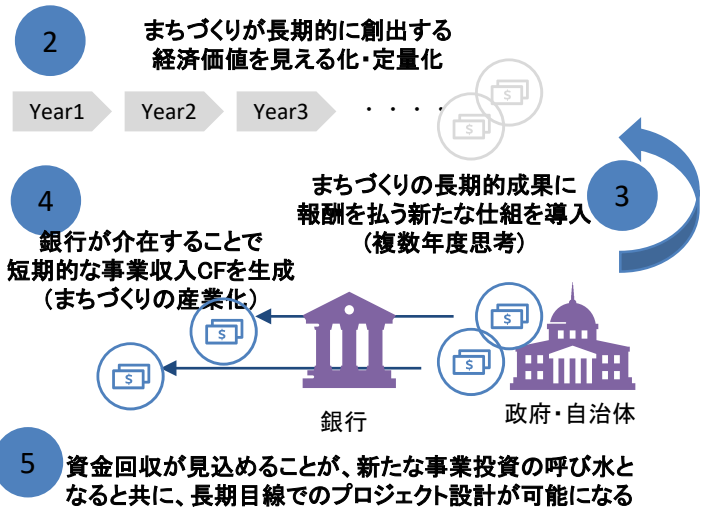 2
まちづくりが長期的に創出する
経済価値を見える化・定量化
Year1 Year2 Year3 ・・・・
$ $
3
まちづくりの長期的成果に
報酬を払う新たな仕組を導入
(複数年度思考)
4
銀行が介在することで
短期的な事業収入CFを生成
(まちづくりの産業化)
$ $
$ $
銀行
政府・自治体
5
資金回収が見込めることが、新たな事業投資の呼び水と
なると共に、長期目線でのプロジェクト設計が可能になる